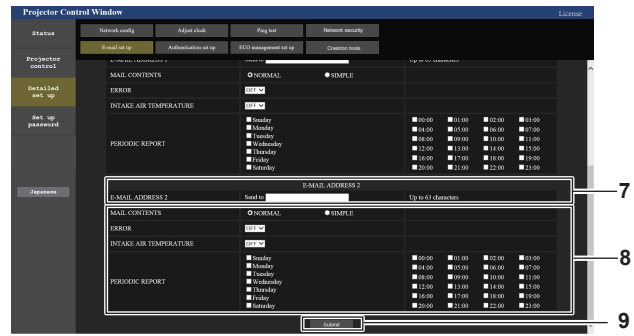 Projector Control Window
License
Status
Projector control
Detailed set up
Set up password
Japanese
Network config Adjust clock Ping test Network security
E-mail set up Authentication set up ECO management set up Crestron tools
E-MAIL ADDRESS 1 Send to Up to 63 characters
MAIL CONTENTS NORMAL SIMPLE
ERROR OFF
INTAKE AIR TEMPERATURE OFF
PERIODIC REPORT
Sunday
Monday
Tuesday
Wednesday
Thursday
Friday
Saturday
00:00 01:00 02:00 03:00
04:00 05:00 06:00 07:00
08:00 09:00 10:00 11:00
12:00 13:00 14:00 15:00
16:00 17:00 18:00 19:00
20:00 21:00 22:00 23:00
E-MAIL ADDRESS 2
E-MAIL ADDRESS 2 Send to Up to 63 characters
7
MAIL CONTENTS NORMAL SIMPLE
ERROR OFF
INTAKE AIR TEMPERATURE OFF
8
PERIODIC REPORT
Sunday
Monday
Tuesday
Wednesday
Thursday
Friday
Saturday
00:00 01:00 02:00 03:00
04:00 05:00 06:00 07:00
08:00 09:00 10:00 11:00
12:00 13:00 14:00 15:00
16:00 17:00 18:00 19:00
20:00 21:00 22:00 23:00
Submit
9